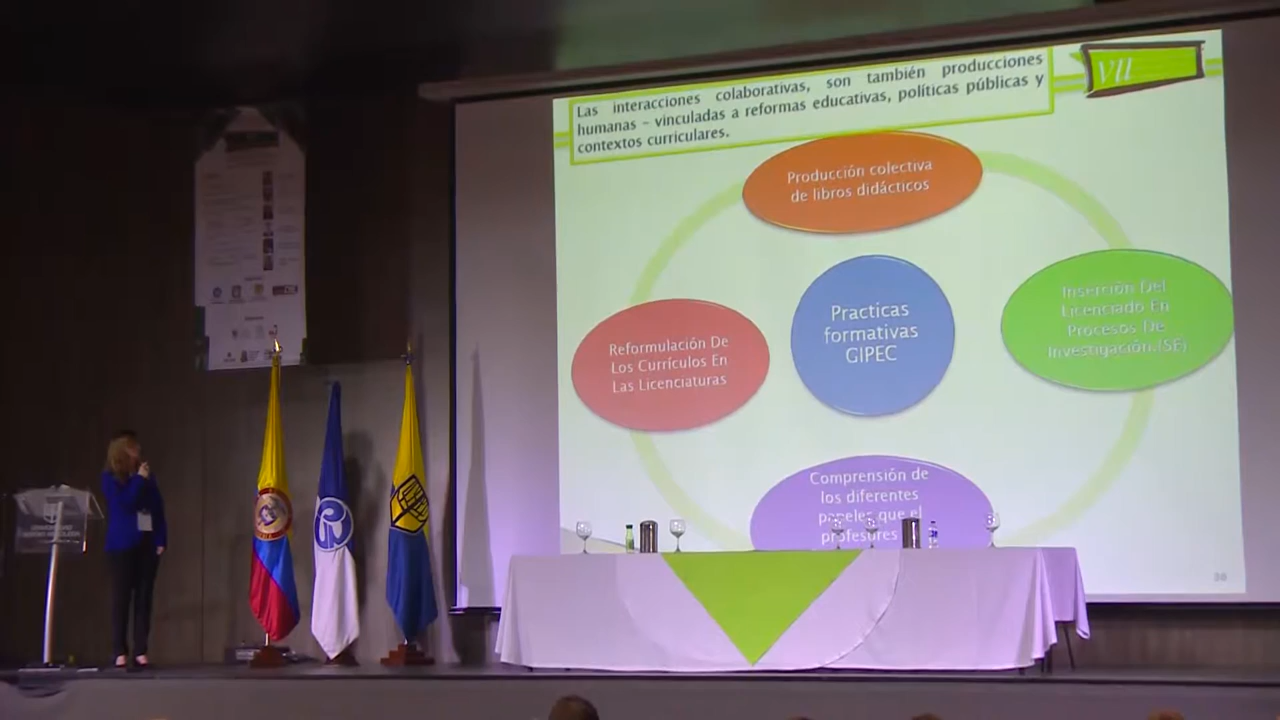 Las interacciones colaborativas, son también producciones
humanas – vinculadas a reformas educativas, políticas públicas y
contextos curriculares.
VII
Producción colectiva
de libros didácticos
Inserción Del
Licenciado En
Procesos De
Investigación.(SE)
Practicas
formativas
GIPEC
Reformulación De
Los Currículos En
Las Licenciaturas
Comprensión de
los diferentes
papeles que el
profesores